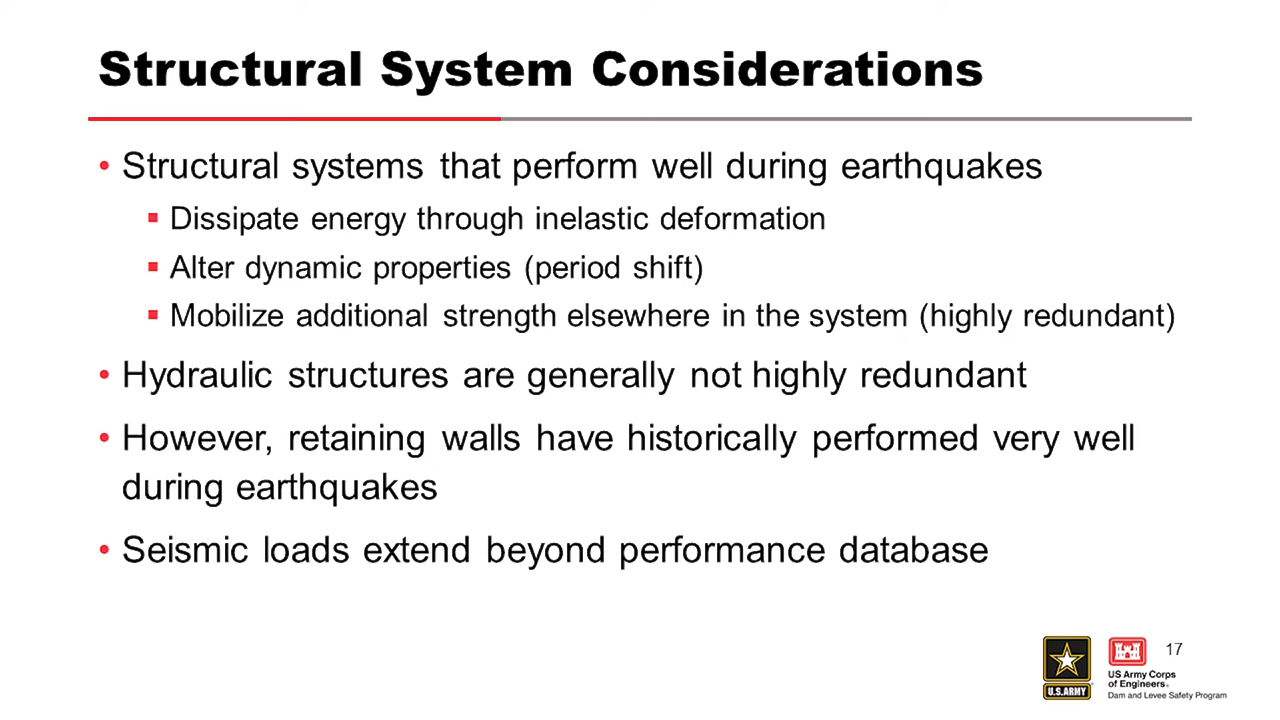 Structural System Considerations
• Structural systems that perform well during earthquakes
▪ Dissipate energy through inelastic deformation
▪ Alter dynamic properties (period shift)
▪ Mobilize additional strength elsewhere in the system (highly redundant)
• Hydraulic structures are generally not highly redundant
• However, retaining walls have historically performed very well
during earthquakes
• Seismic loads extend beyond performance database
17
U.S.ARMY
US Army Corps
of Engineers®
Dam and Levee Safety Program